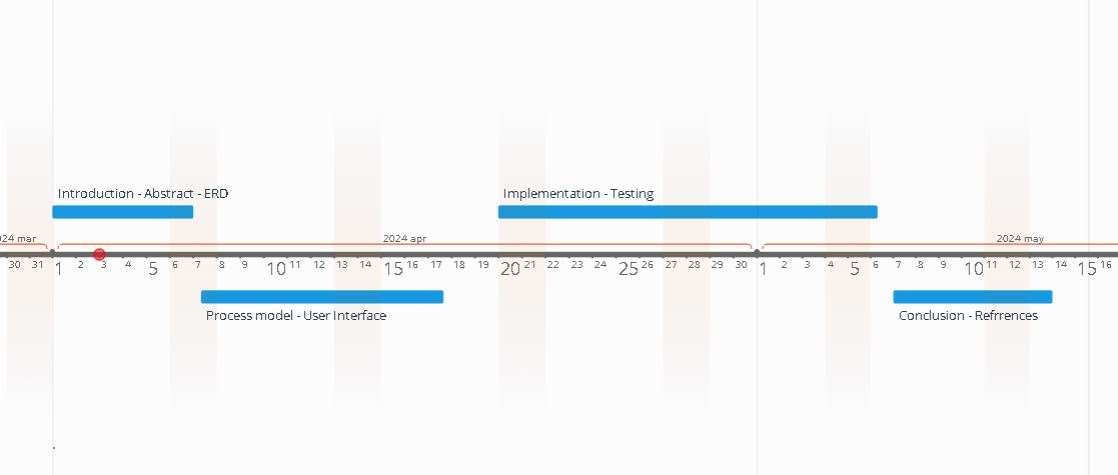 Introduction - Abstract - ERD
Implementation - Testing
024 mar
2024 apr
2024 may
30 31 1 2 3 4 5 6 7 8 9 10 11 12 13 14 15 16 17 18 19 20 21 22 23 24 25 26 27 28 29 30 1 2 3 4 5 6 7 8 9 10 11 12 13 14 15 16
Process model - User Interface
Conclusion - Refrrences